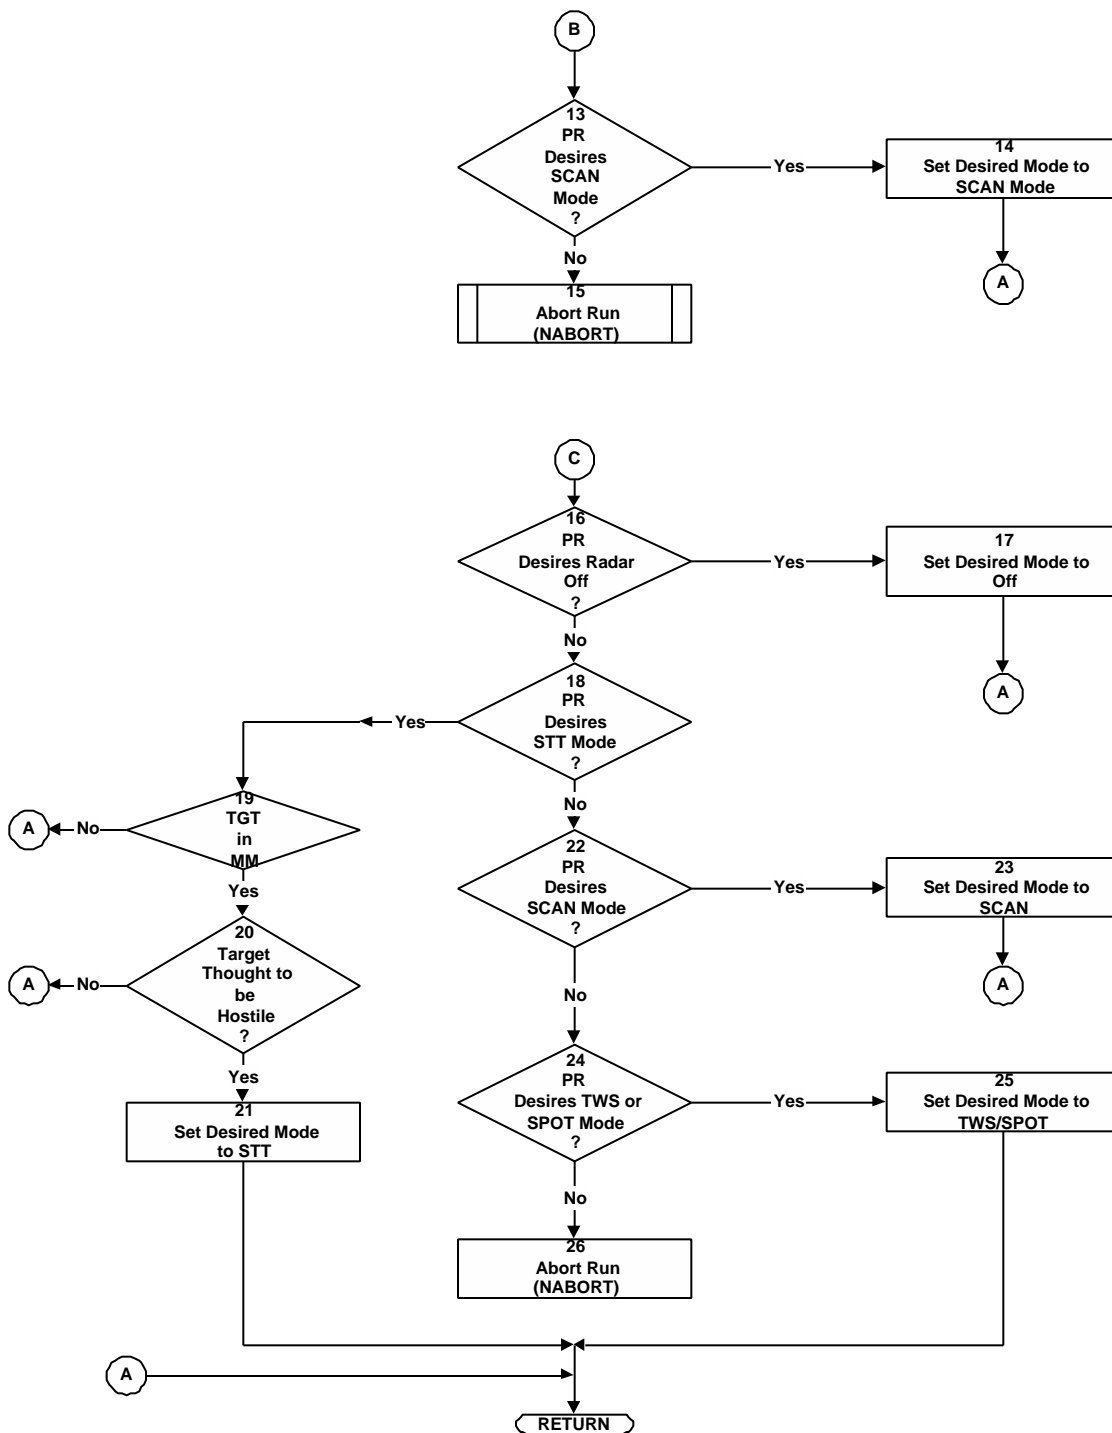 B
13
PR
Desires
SCAN
Mode
?
Yes
14
Set Desired Mode to
SCAN Mode
No
A
15
Abort Run
(NABORT)
C
16
PR
Desires Radar
Off
?
Yes
17
Set Desired Mode to
Off
No
A
18
PR
Desires
STT Mode
?
Yes
No
19
TGT
in
MM
A
No
Yes
22
PR
Desires
SCAN Mode
?
Yes
23
Set Desired Mode to
SCAN
20
Target
Thought to
be
Hostile
?
A
No
No
A
Yes
24
PR
Desires TWS or
SPOT Mode
?
Yes
25
Set Desired Mode to
TWS/SPOT
21
Set Desired Mode
to STT
No
26
Abort Run
(NABORT)
A
RETURN